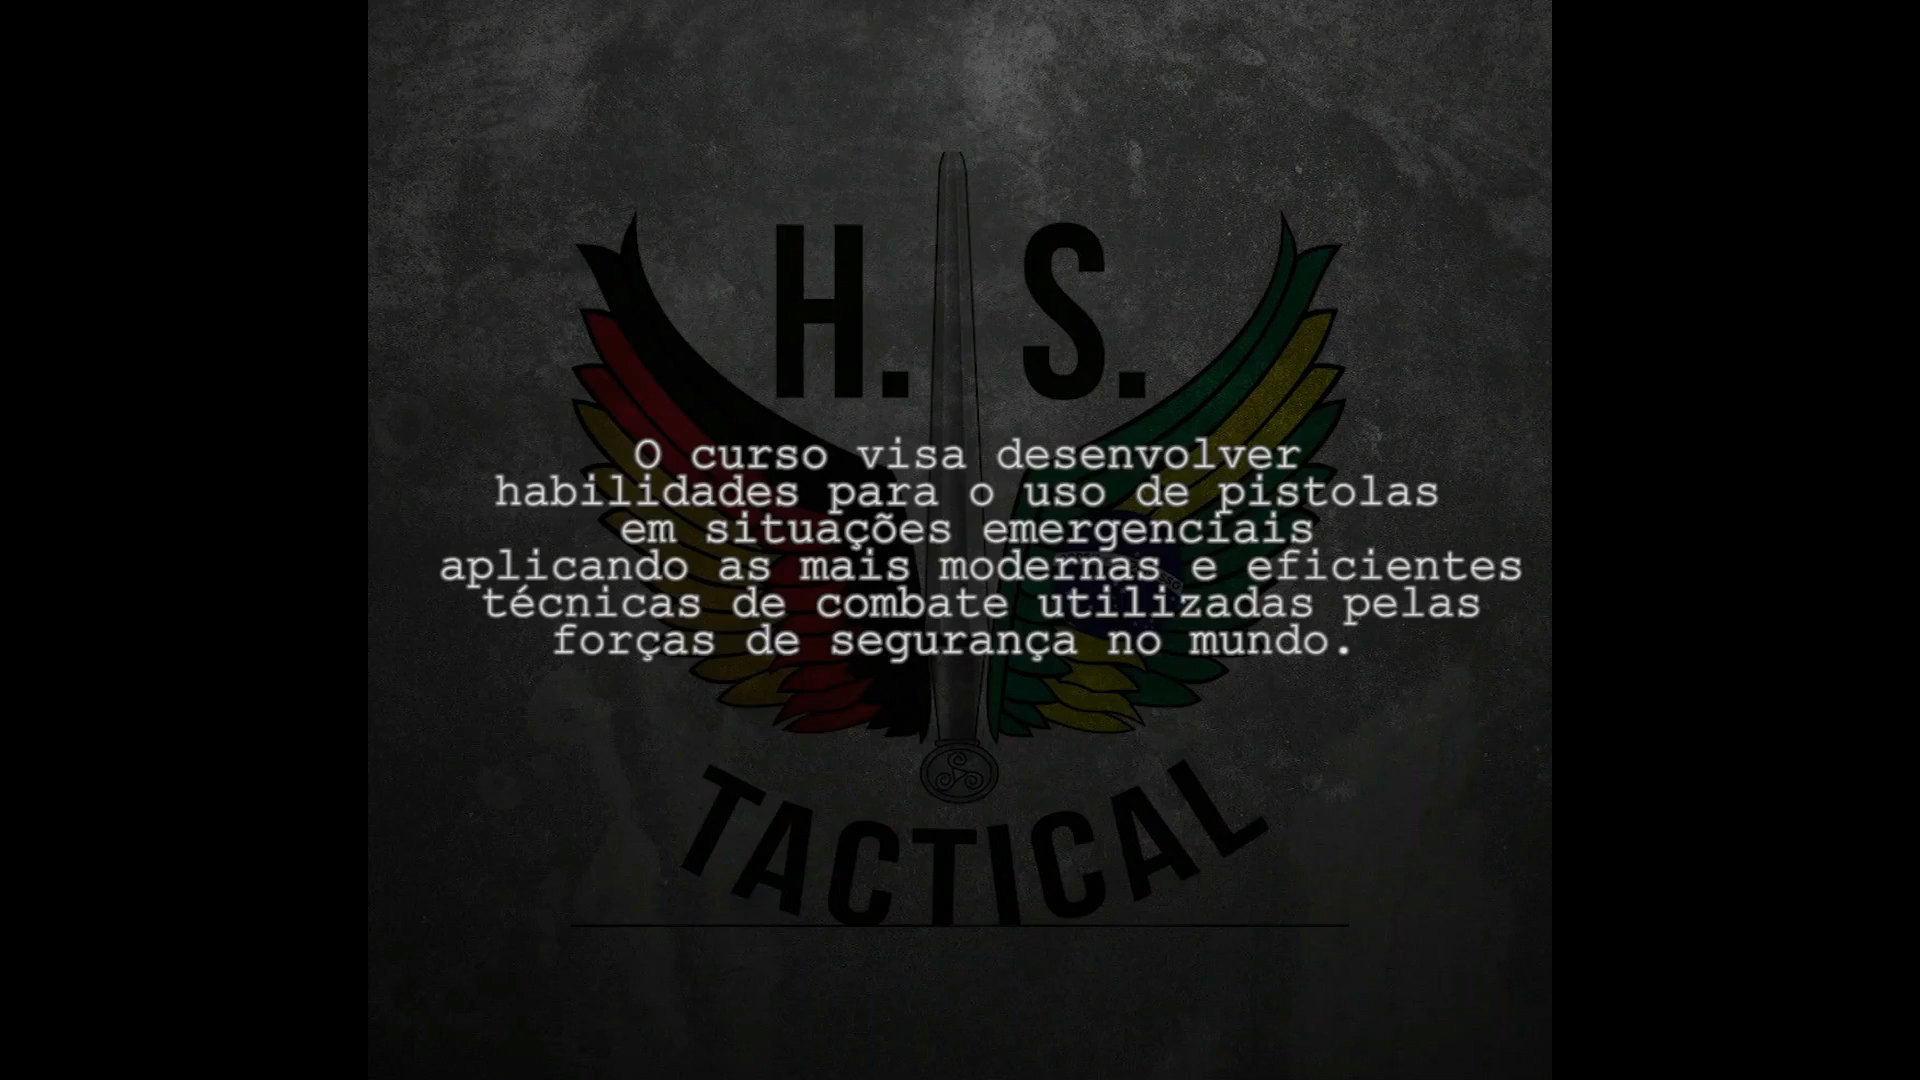 H. S.
O curso visa desenvolver
habilidades para o uso de pistolas
em situações emergenciais
aplicando as mais modernas e eficientes
técnicas de combate utilizadas pelas
forças de segurança no mundo.
TACTICAL